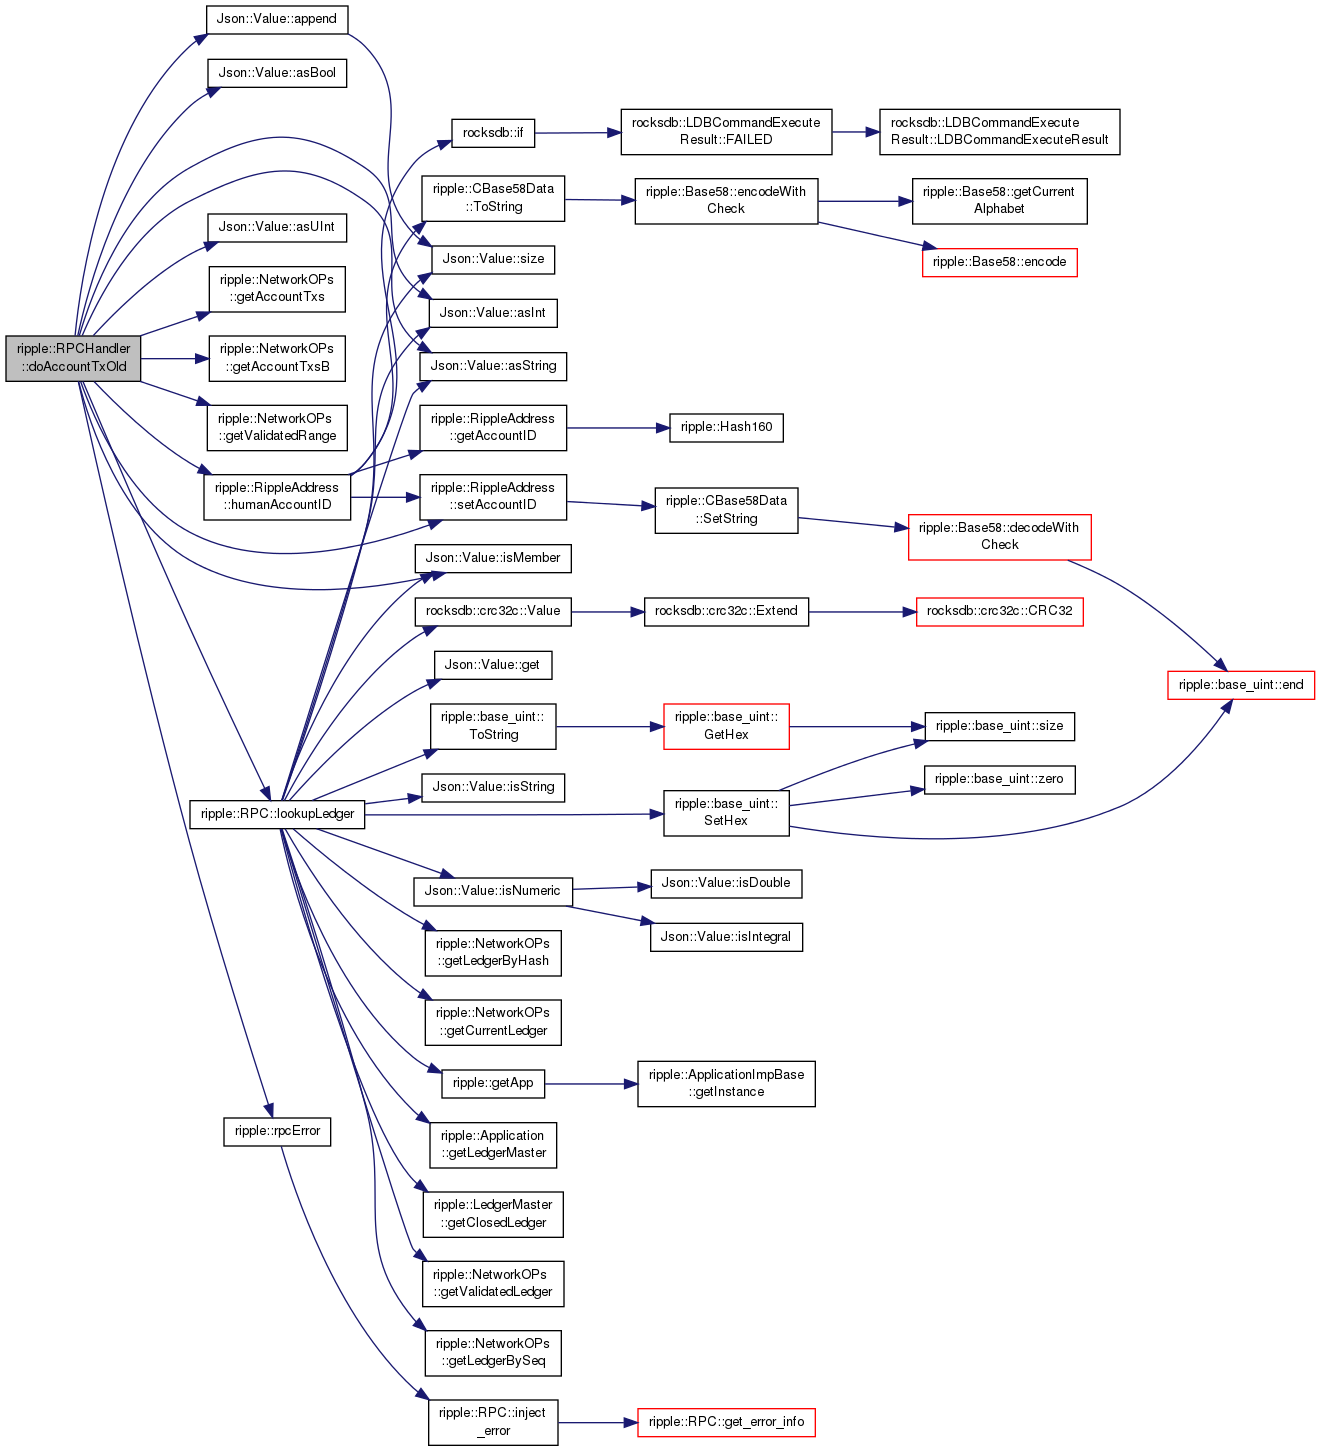 Json::Value::append
Json::Value::asBool
rocksdb::if
rocksdb::LDBCommandExecute
Result::FAILED
rocksdb::LDBCommandExecute
Result::LDBCommandExecuteResult
ripple::CBase58Data
::ToString
ripple::Base58::encodeWith
Check
ripple::Base58::getCurrent
Alphabet
Json::Value::asUInt
Json::Value::size
ripple::Base58::encode
ripple::NetworkOPs
::getAccountTxs
Json::Value::asInt
ripple::RPCHandler
::doAccountTxOld
ripple::NetworkOPs
::getAccountTxsB
Json::Value::asString
ripple::NetworkOPs
::getValidatedRange
ripple::RippleAddress
::getAccountID
ripple::Hash160
ripple::RippleAddress
::humanAccountID
ripple::RippleAddress
::setAccountID
ripple::CBase58Data
::SetString
ripple::Base58::decodeWith
Check
Json::Value::isMember
rocksdb::crc32c::Value
rocksdb::crc32c::Extend
rocksdb::crc32c::CRC32
Json::Value::get
ripple::base_uint::end
ripple::base_uint::
ToString
ripple::base_uint::
GetHex
ripple::base_uint::size
Json::Value::isString
ripple::base_uint::zero
ripple::RPC::lookupLedger
ripple::base_uint::
SetHex
Json::Value::isNumeric
Json::Value::isDouble
Json::Value::isIntegral
ripple::NetworkOPs
::getLedgerByHash
ripple::NetworkOPs
::getCurrentLedger
ripple::getApp
ripple::ApplicationImpBase
::getInstance
ripple::rpcError
ripple::Application
::getLedgerMaster
ripple::LedgerMaster
::getClosedLedger
ripple::NetworkOPs
::getValidatedLedger
ripple::NetworkOPs
::getLedgerBySeq
ripple::RPC::inject
_error
ripple::RPC::get_error_info